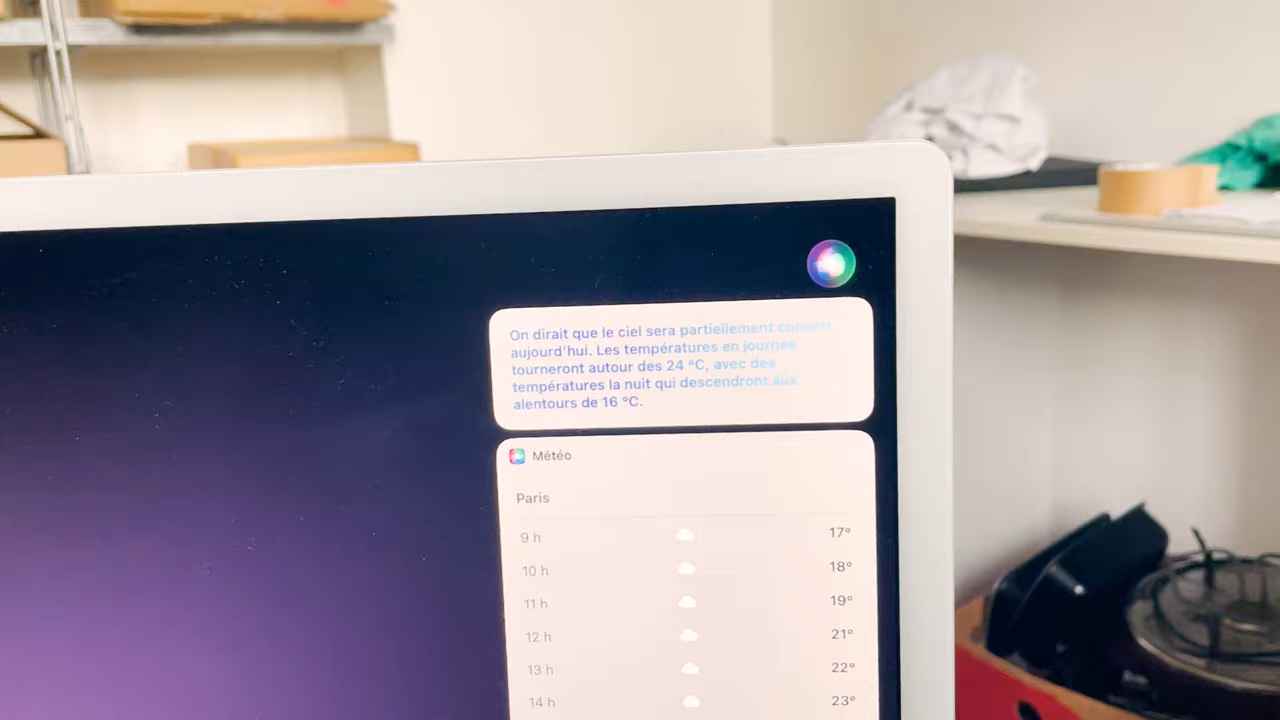 On dirait que le ciel sera partiellement couvert
aujourd'hui. Les températures en journée
tourneront autour des 24 °C, avec des
températures la nuit qui descendront aux
alentours de 16 °C.
Météo
Paris
9 h 17°
10 h 18°
11 h 19°
12 h 21°
13 h 22°
14 h 23°